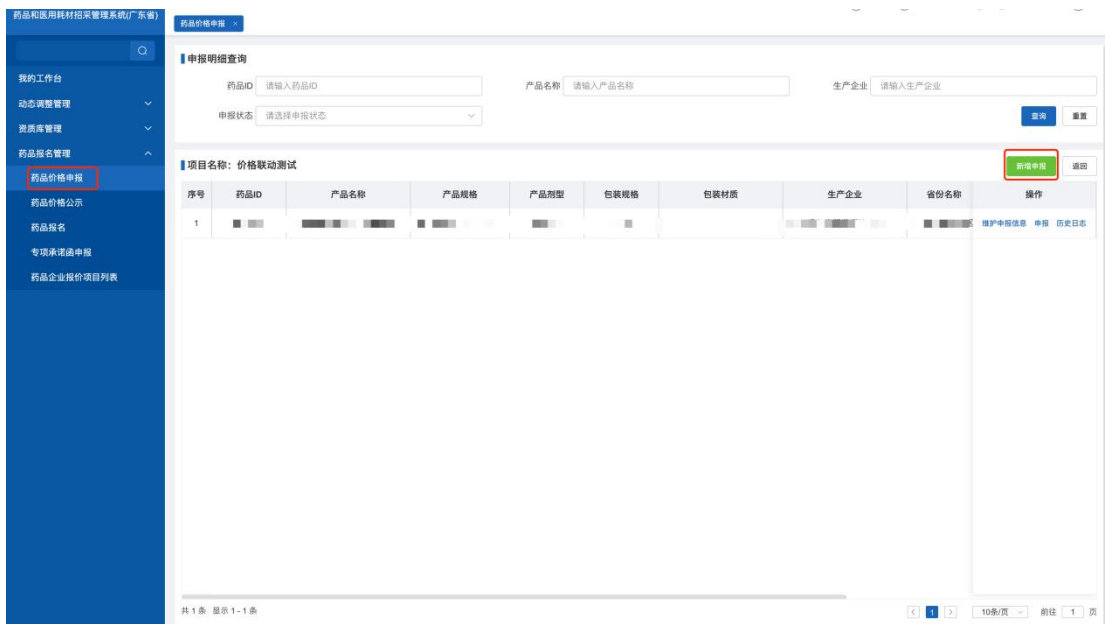 药品和医用耗材招采管理系统(广东省)
药品价格申报 ×
我的工作台
动态调整管理
资质库管理
药品报名管理
药品价格申报
药品价格公示
药品报名
专项承诺函申报
药品企业报价项目列表
申报明细查询
药品ID 请输入药品ID 产品名称 请输入产品名称 生产企业 请输入生产企业
申报状态 请选择申报状态 查询 重置
项目名称：价格联动测试 新增申报 返回
序号 药品ID 产品名称 产品规格 产品剂型 包装规格 包装材质 生产企业 省份名称 操作
1 维护申报信息 申报 历史日志
共 1 条 显示 1 - 1 条 1 10条/页 前往 1 页